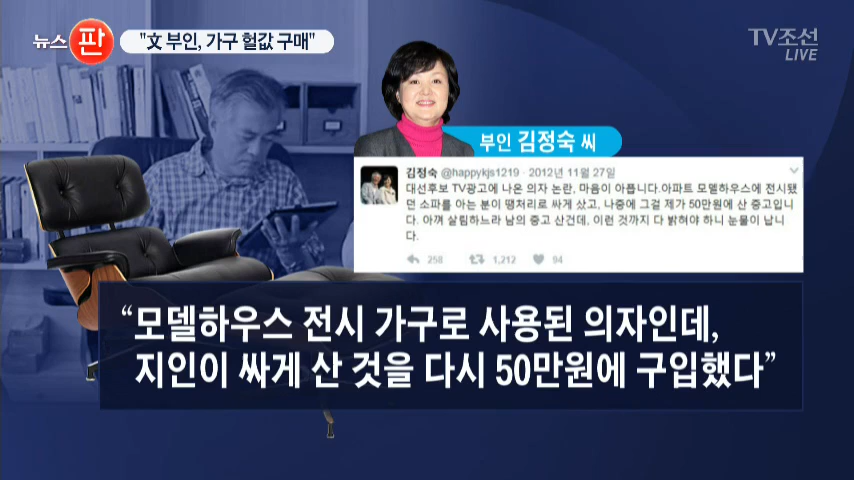 뉴스 판
"文 부인, 가구 헐값 구매"
TV조선
LIVE
부인 김정숙 씨
김정숙 @happykjs1219 · 2012년 11월 27일
대선후보 TV광고에 나온 의자 논란, 마음이 아픕니다.아파트 모델하우스에 전시됐
던 소파를 아는 분이 땡처리로 싸게 샀고, 나중에 그걸 제가 50만원에 산 중고입니
다. 아껴 살림하느라 남의 중고 산건데, 이런 것까지 다 밝혀야 하니 눈물이 납니
다.
258 1,212 94
“모델하우스 전시 가구로 사용된 의자인데,
지인이 싸게 산 것을 다시 50만원에 구입했다”